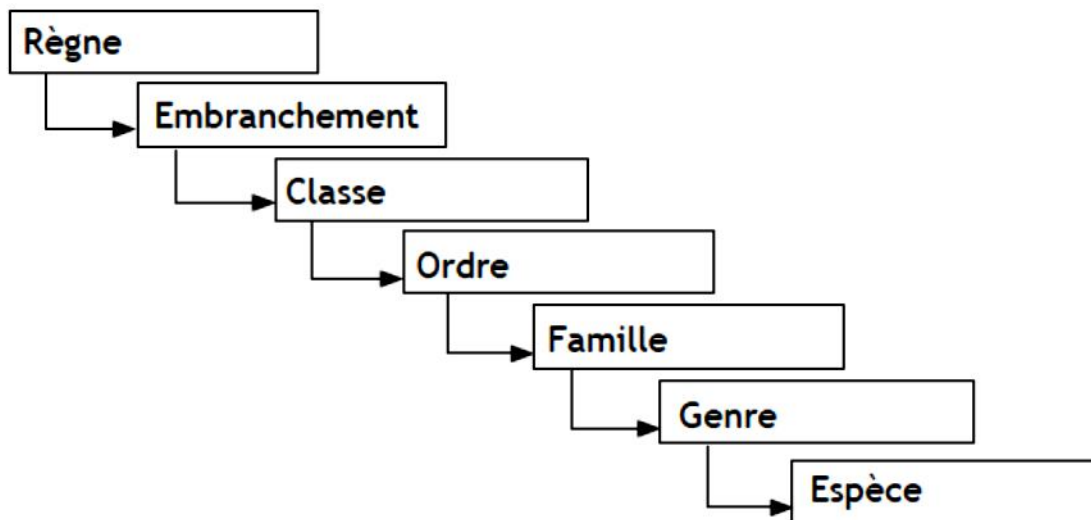 Règne
Embranchement
Classe
Ordre
Famille
Genre
Espèce